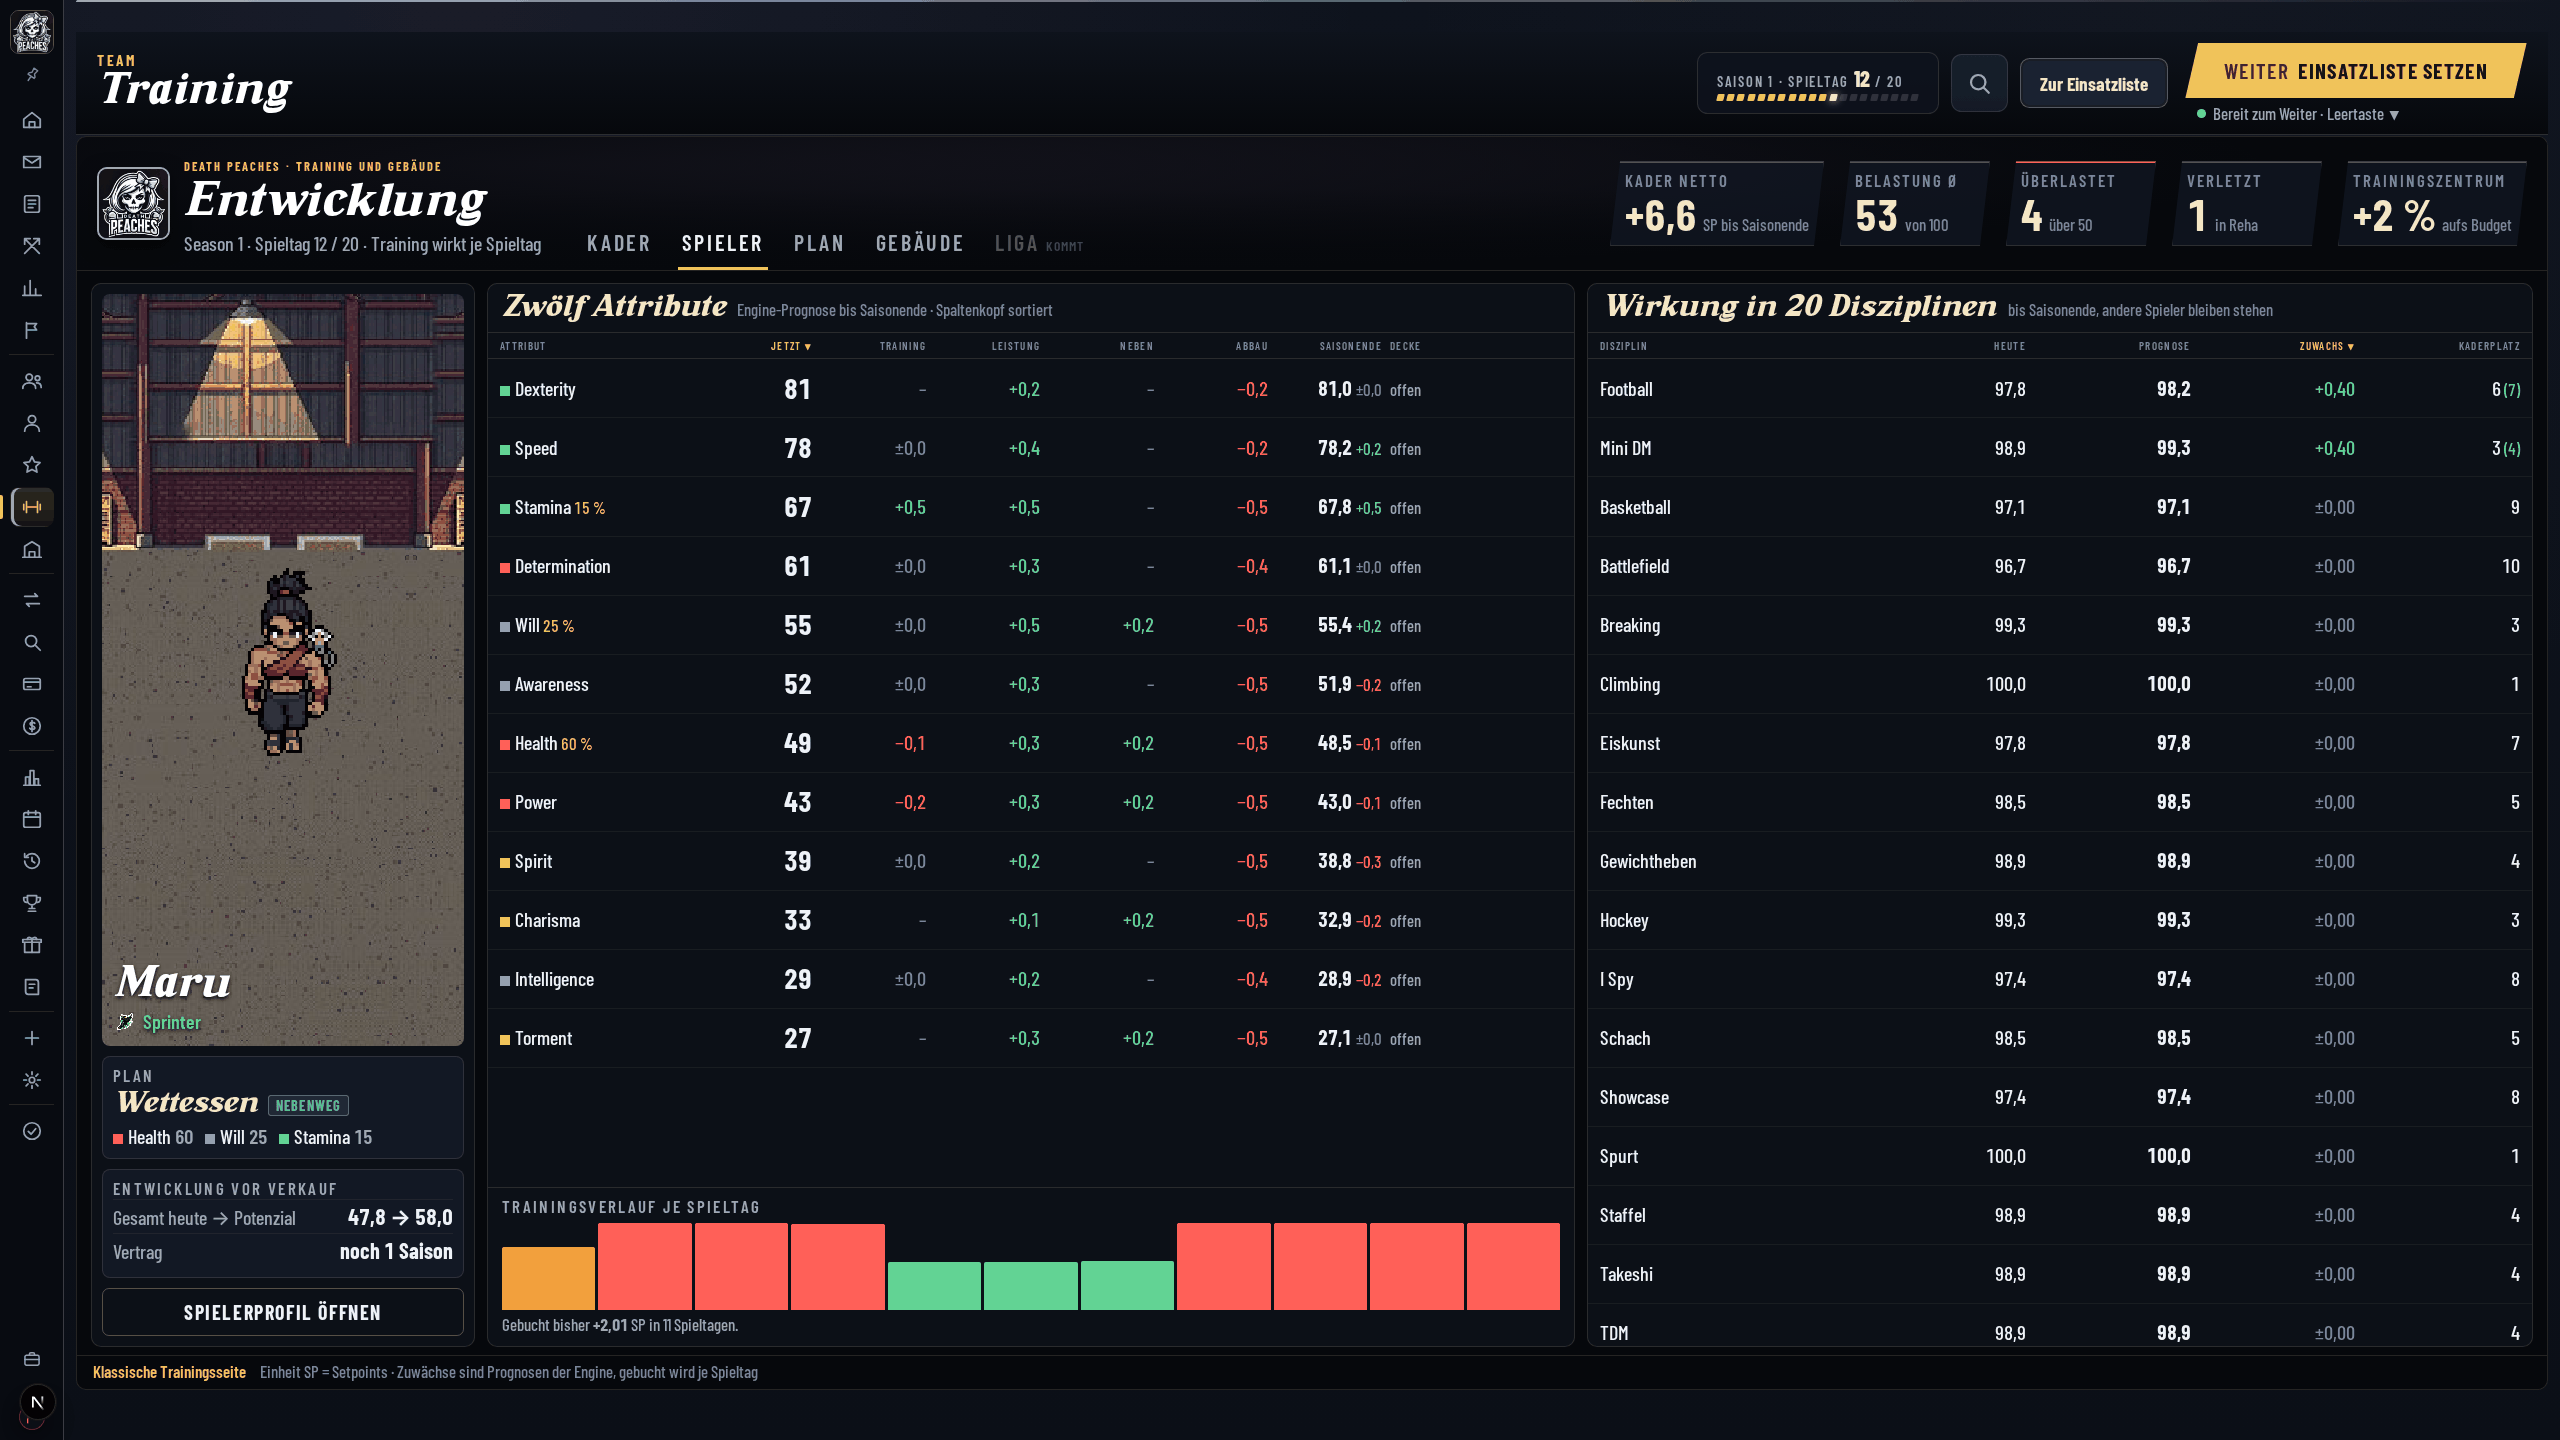 TEAM
Training
SAISON 1 · SPIELTAG 12 / 20
Zur Einsatzliste
WEITER EINSATZLISTE SETZEN
Bereit zum Weiter · Leertaste ▼
DEATH PEACHES · TRAINING UND GEBÄUDE
Entwicklung
Season 1 · Spieltag 12 / 20 · Training wirkt je Spieltag
KADER SPIELER PLAN GEBÄUDE LIGA KOMMT
KADER NETTO
+6,6 SP bis Saisonende
BELASTUNG Ø
53 von 100
ÜBERLASTET
4 über 50
VERLETZT
1 in Reha
TRAININGSZENTRUM
+2 % aufs Budget
Maru
Sprinter
PLAN
Wettessen NEBENWEG
Health 60 Will 25 Stamina 15
ENTWICKLUNG VOR VERKAUF
Gesamt heute → Potenzial 47,8 → 58,0
Vertrag noch 1 Saison
SPIELERPROFIL ÖFFNEN
Zwölf Attribute Engine-Prognose bis Saisonende · Spaltenkopf sortiert
ATTRIBUT JETZT ▼ TRAINING LEISTUNG NEBEN ABBAU SAISONENDE DECKE
Dexterity 81 – +0,2 – −0,2 81,0 ±0,0 offen
Speed 78 ±0,0 +0,4 – −0,2 78,2 +0,2 offen
Stamina 15 % 67 +0,5 +0,5 – −0,5 67,8 +0,5 offen
Determination 61 ±0,0 +0,3 – −0,4 61,1 ±0,0 offen
Will 25 % 55 ±0,0 +0,5 +0,2 −0,5 55,4 +0,2 offen
Awareness 52 ±0,0 +0,3 – −0,5 51,9 −0,2 offen
Health 60 % 49 −0,1 +0,3 +0,2 −0,5 48,5 −0,1 offen
Power 43 −0,2 +0,3 +0,2 −0,5 43,0 −0,1 offen
Spirit 39 ±0,0 +0,2 – −0,5 38,8 −0,3 offen
Charisma 33 – +0,1 +0,2 −0,5 32,9 −0,2 offen
Intelligence 29 ±0,0 +0,2 – −0,4 28,9 −0,2 offen
Torment 27 – +0,3 +0,2 −0,5 27,1 ±0,0 offen
TRAININGSVERLAUF JE SPIELTAG
Gebucht bisher +2,01 SP in 11 Spieltagen.
Wirkung in 20 Disziplinen bis Saisonende, andere Spieler bleiben stehen
DISZIPLIN HEUTE PROGNOSE ZUWACHS ▼ KADERPLATZ
Football 97,8 98,2 +0,40 6 (7)
Mini DM 98,9 99,3 +0,40 3 (4)
Basketball 97,1 97,1 ±0,00 9
Battlefield 96,7 96,7 ±0,00 10
Breaking 99,3 99,3 ±0,00 3
Climbing 100,0 100,0 ±0,00 1
Eiskunst 97,8 97,8 ±0,00 7
Fechten 98,5 98,5 ±0,00 5
Gewichtheben 98,9 98,9 ±0,00 4
Hockey 99,3 99,3 ±0,00 3
I Spy 97,4 97,4 ±0,00 8
Schach 98,5 98,5 ±0,00 5
Showcase 97,4 97,4 ±0,00 8
Spurt 100,0 100,0 ±0,00 1
Staffel 98,9 98,9 ±0,00 4
Takeshi 98,9 98,9 ±0,00 4
TDM 98,9 98,9 ±0,00 4
Klassische Trainingsseite Einheit SP = Setpoints · Zuwächse sind Prognosen der Engine, gebucht wird je Spieltag
N